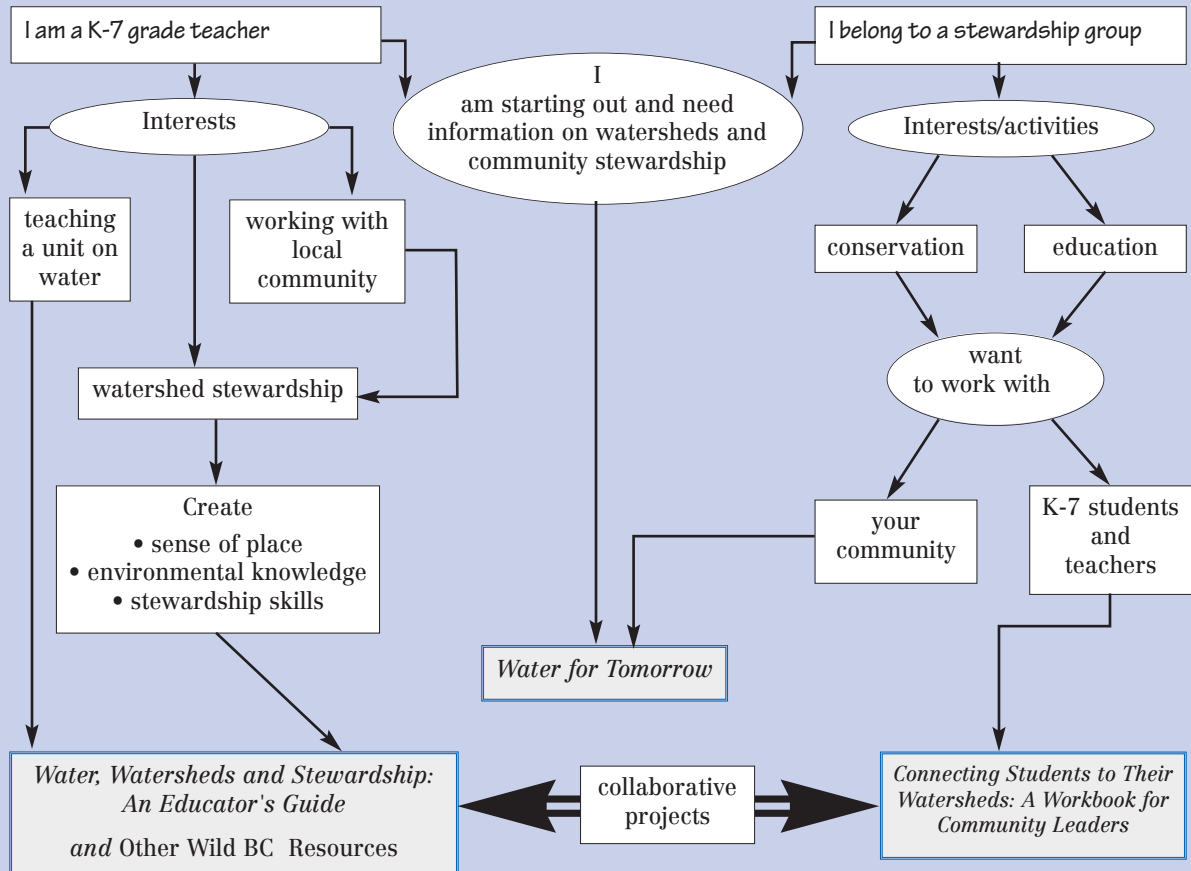 I am a K-7 grade teacher
I belong to a stewardship group
I
am starting out and need
information on watersheds and
community stewardship
Interests
Interests/activities
teaching
a unit on
water
working with
local
community
conservation
education
want
to work with
watershed stewardship
Create
• sense of place
• environmental knowledge
• stewardship skills
your
community
K-7 students
and
teachers
Water for Tomorrow
Water, Watersheds and Stewardship:
An Educator's Guide
and Other Wild BC Resources
collaborative
projects
Connecting Students to Their
Watersheds: A Workbook for
Community Leaders